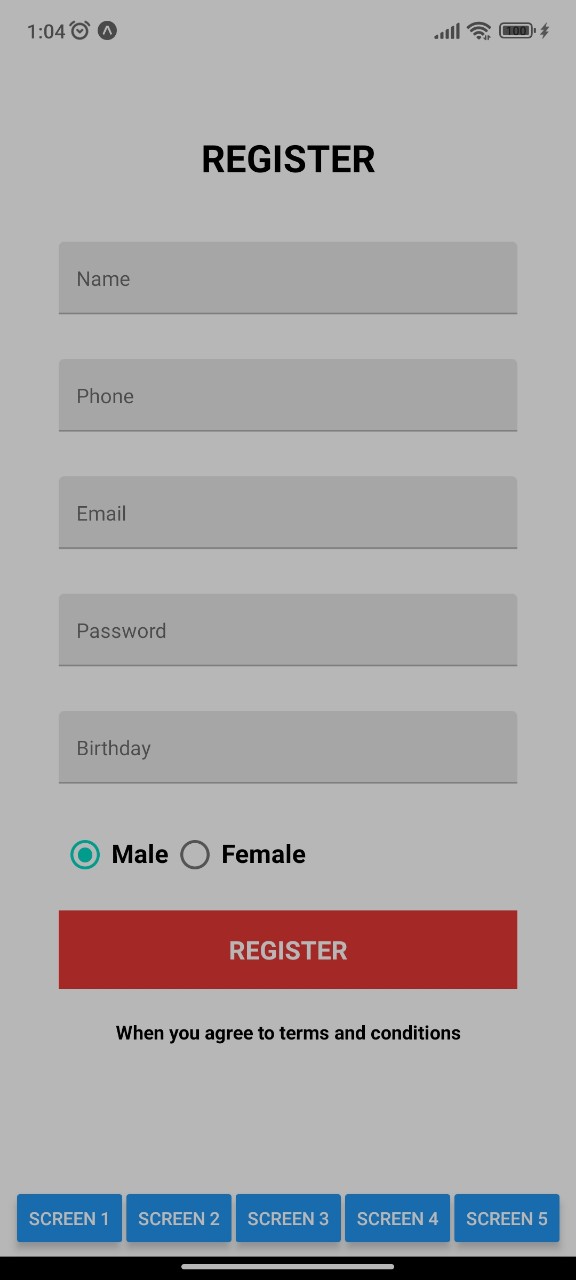 1:04
100
REGISTER
Name
Phone
Email
Password
Birthday
Male Female
REGISTER
When you agree to terms and conditions
SCREEN 1 SCREEN 2 SCREEN 3 SCREEN 4 SCREEN 5